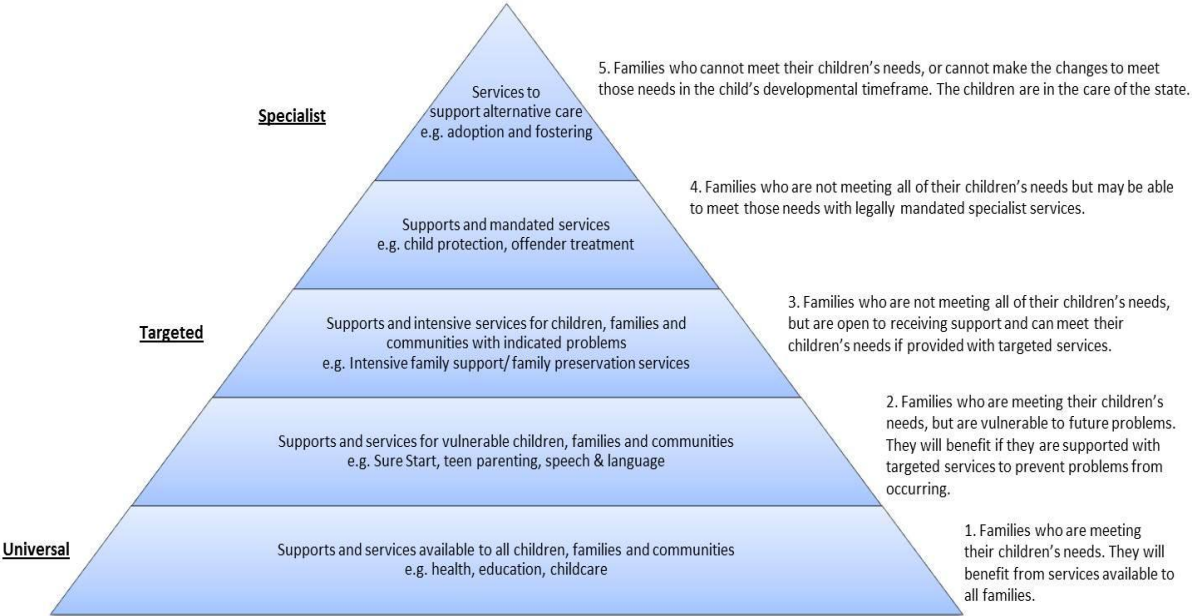 Specialist
Services to
support alternative care
e.g. adoption and fostering
5. Families who cannot meet their children’s needs, or cannot make the changes to meet
those needs in the child’s developmental timeframe. The children are in the care of the state.
Supports and mandated services
e.g. child protection, offender treatment
4. Families who are not meeting all of their children’s needs but may be able
to meet those needs with legally mandated specialist services.
Targeted
Supports and intensive services for children, families and
communities with indicated problems
e.g. Intensive family support/ family preservation services
3. Families who are not meeting all of their children’s needs,
but are open to receiving support and can meet their
children’s needs if provided with targeted services.
Supports and services for vulnerable children, families and communities
e.g. Sure Start, teen parenting, speech & language
2. Families who are meeting their children’s
needs, but are vulnerable to future problems.
They will benefit if they are supported with
targeted services to prevent problems from
occurring.
Universal
Supports and services available to all children, families and communities
e.g. health, education, childcare
1. Families who are meeting
their children’s needs. They will
benefit from services available to
all families.